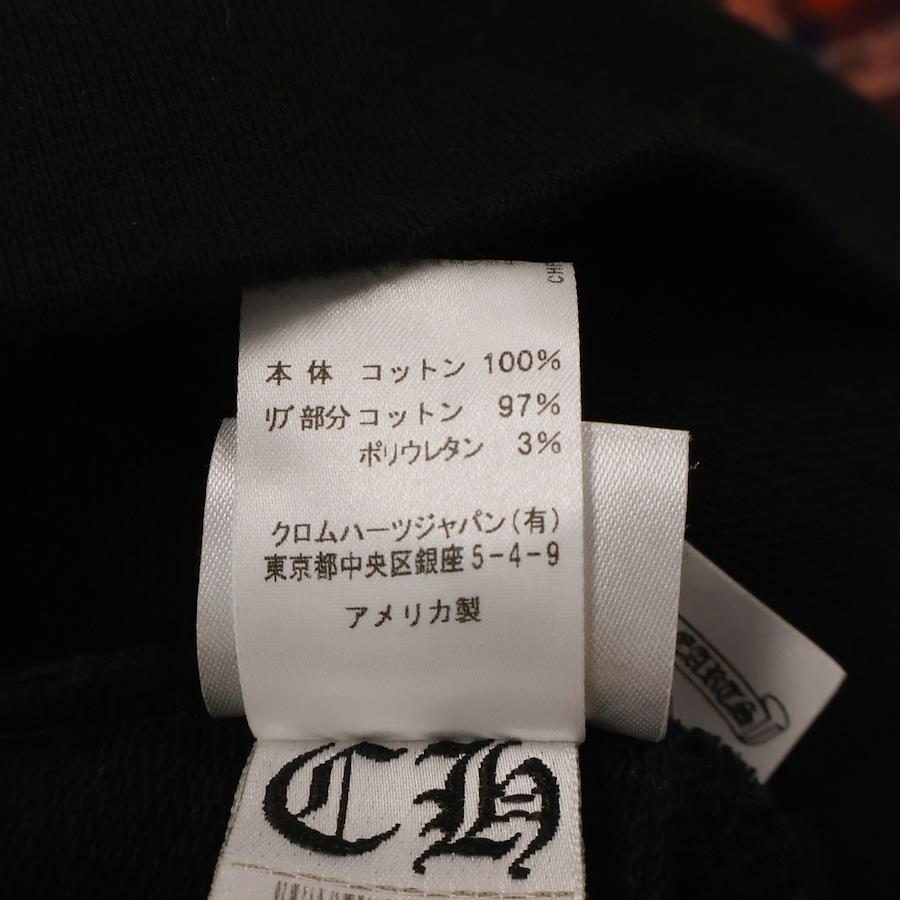 本体 コットン 100%
リブ部分コットン 97%
ポリウレタン 3%
クロムハーツジャパン(有)
東京都中央区銀座5-4-9
アメリカ製
CH